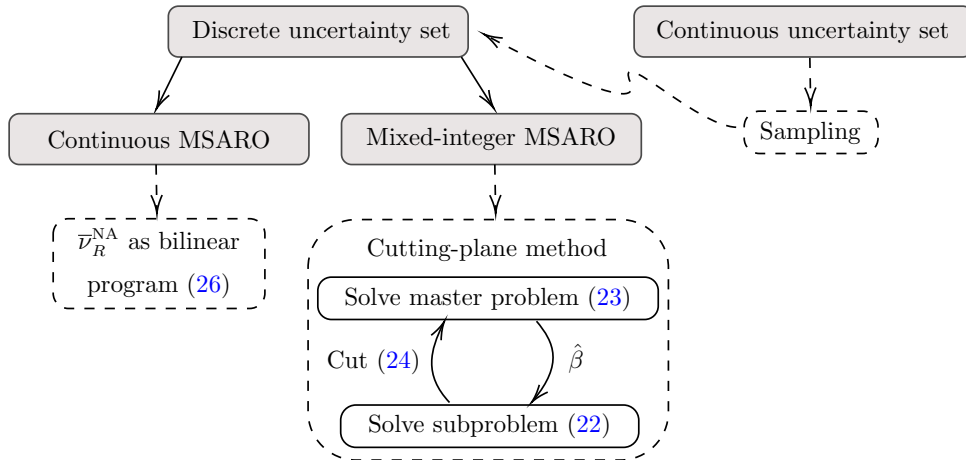 Discrete uncertainty set
Continuous uncertainty set
Continuous MSARO
Mixed-integer MSARO
Sampling
ν̅_R^NA as bilinear
program (26)
Cutting-plane method
Solve master problem (23)
Cut (24)
β̂
Solve subproblem (22)